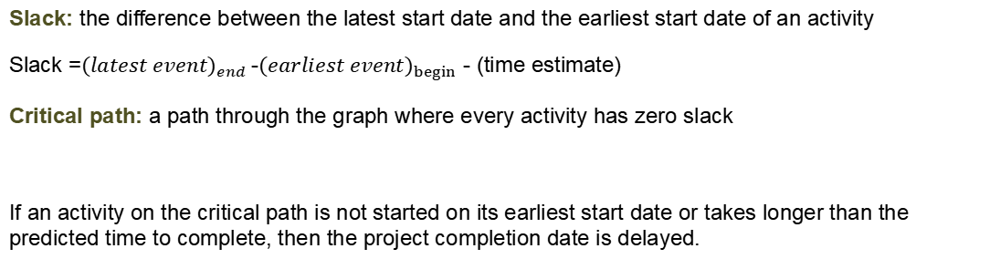 Slack: the difference between the latest start date and the earliest start date of an activity
Slack =(latest event)end -(earliest event)begin - (time estimate)
Critical path: a path through the graph where every activity has zero slack
If an activity on the critical path is not started on its earliest start date or takes longer than the
predicted time to complete, then the project completion date is delayed.